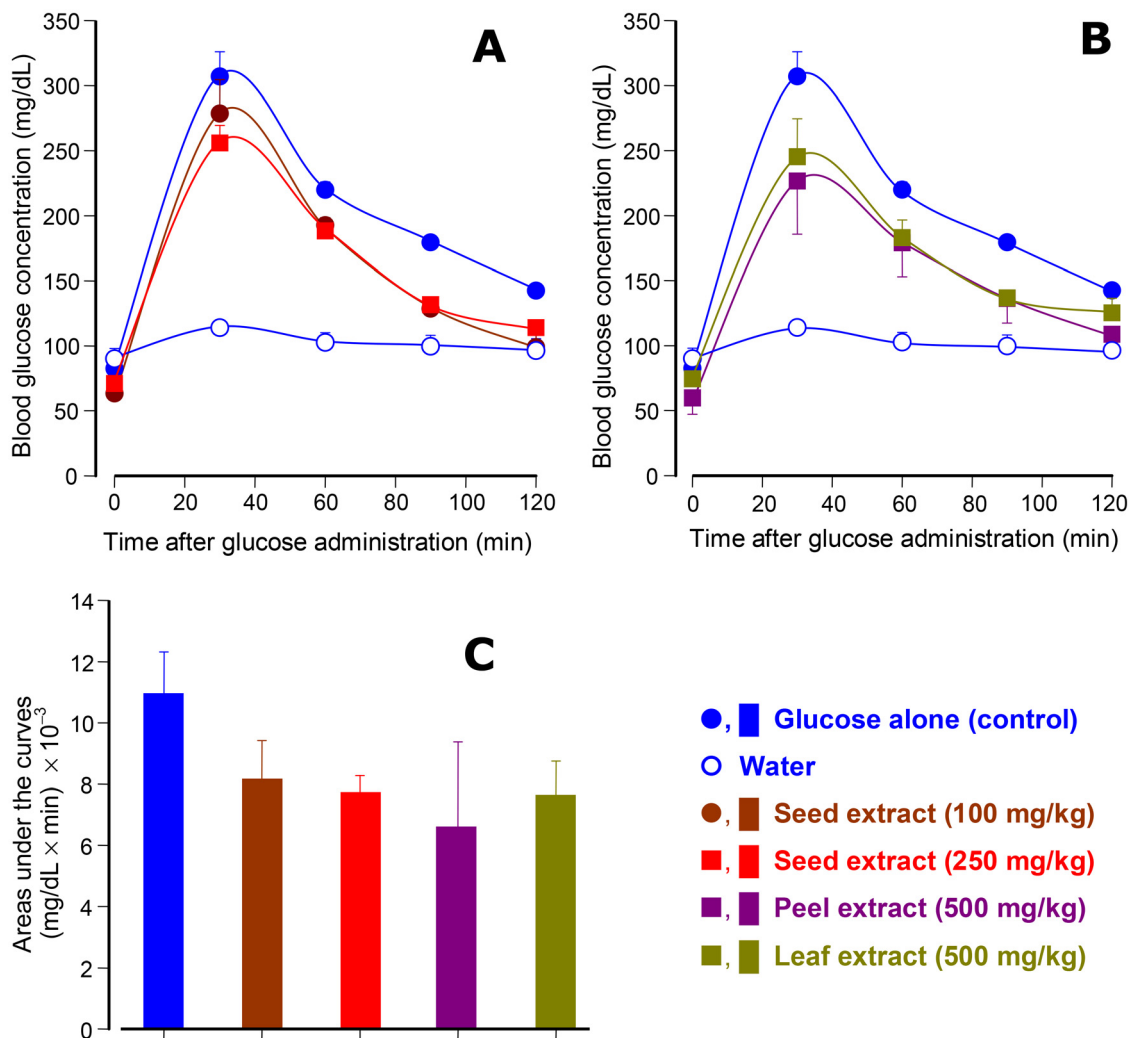 A
Blood glucose concentration (mg/dL)
350
300
250
200
150
100
50
0
0 20 40 60 80 100 120
Time after glucose administration (min)
B
Blood glucose concentration (mg/dL)
350
300
250
200
150
100
50
0
0 20 40 60 80 100 120
Time after glucose administration (min)
C
Areas under the curves
(mg/dL × min) × 10⁻³
14
12
10
8
6
4
2
0
, Glucose alone (control)
Water
, Seed extract (100 mg/kg)
, Seed extract (250 mg/kg)
, Peel extract (500 mg/kg)
, Leaf extract (500 mg/kg)